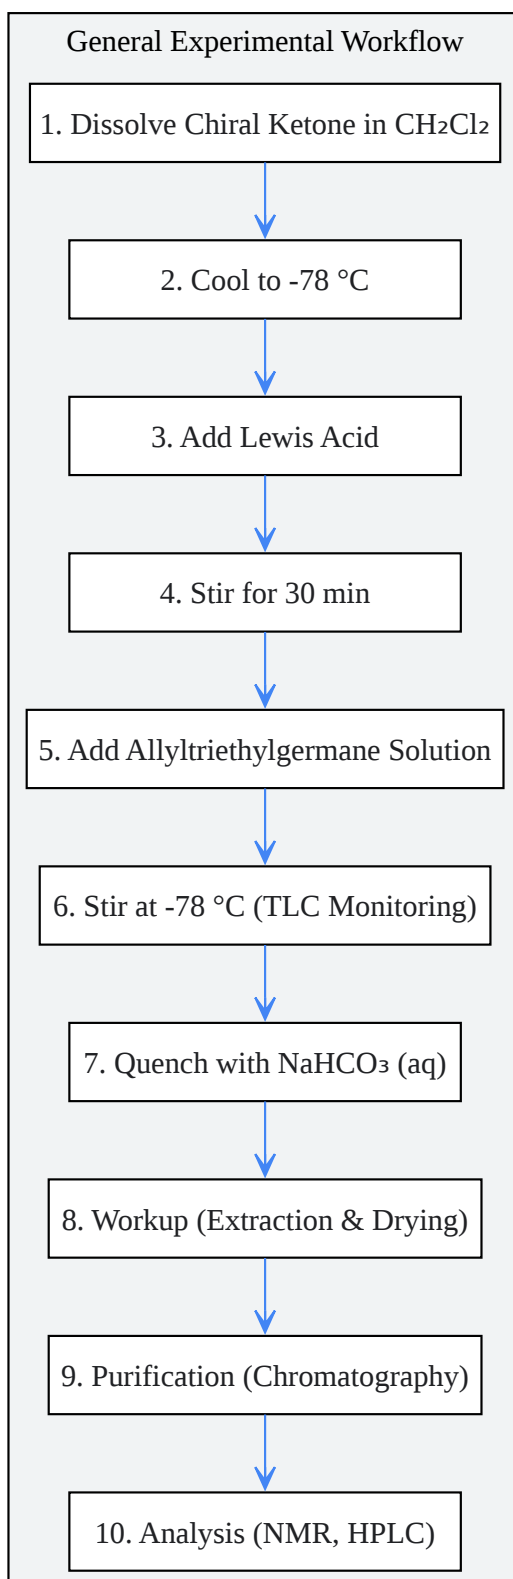 General Experimental Workflow
1. Dissolve Chiral Ketone in CH₂Cl₂
2. Cool to -78 °C
3. Add Lewis Acid
4. Stir for 30 min
5. Add Allyltriethylgermane Solution
6. Stir at -78 °C (TLC Monitoring)
7. Quench with NaHCO₃ (aq)
8. Workup (Extraction & Drying)
9. Purification (Chromatography)
10. Analysis (NMR, HPLC)